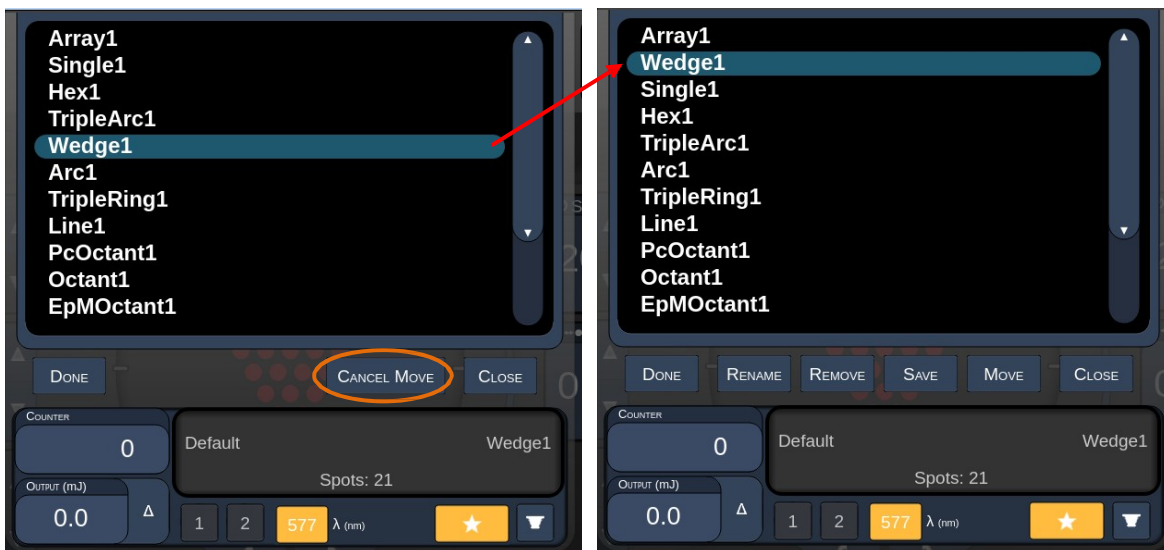 Array1
Single1
Hex1
TripleArc1
Wedge1
Arc1
TripleRing1
Line1
PcOctant1
Octant1
EpMOctant1
DONE
CANCEL MOVE
CLOSE
COUNTER
0
Default
Wedge1
Spots: 21
OUTPUT (mJ)
0.0
Δ
1
2
577
λ (nm)
Array1
Wedge1
Single1
Hex1
TripleArc1
Arc1
TripleRing1
Line1
PcOctant1
Octant1
EpMOctant1
DONE
RENAME
REMOVE
SAVE
MOVE
CLOSE
COUNTER
0
Default
Wedge1
Spots: 21
OUTPUT (mJ)
0.0
Δ
1
2
577
λ (nm)